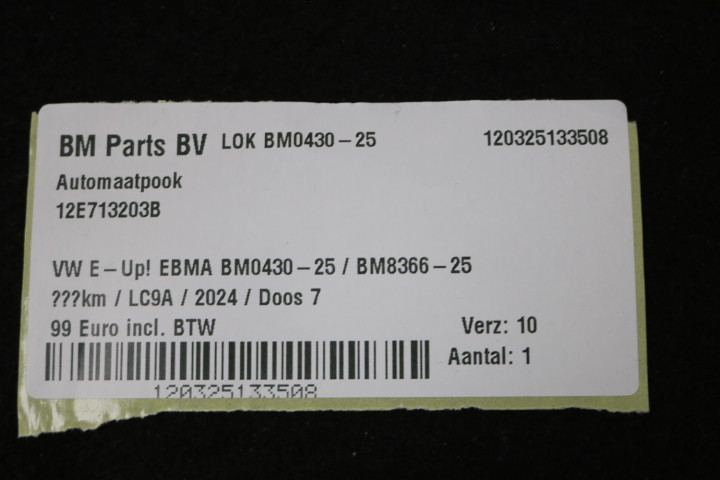 BM Parts BV LOK BM0430-25 120325133508
Automaatpook
12E713203B
VW E-Up! EBMA BM0430-25 / BM8366-25
???km / LC9A / 2024 / Doos 7
99 Euro incl. BTW Verz: 10
Aantal: 1
120325133508